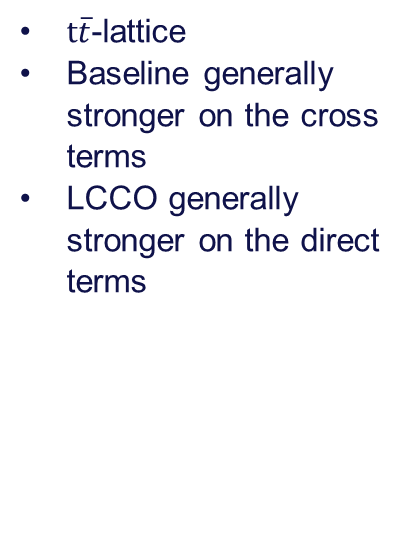 • tt̄-lattice
• Baseline generally
stronger on the cross
terms
• LCCO generally
stronger on the direct
terms